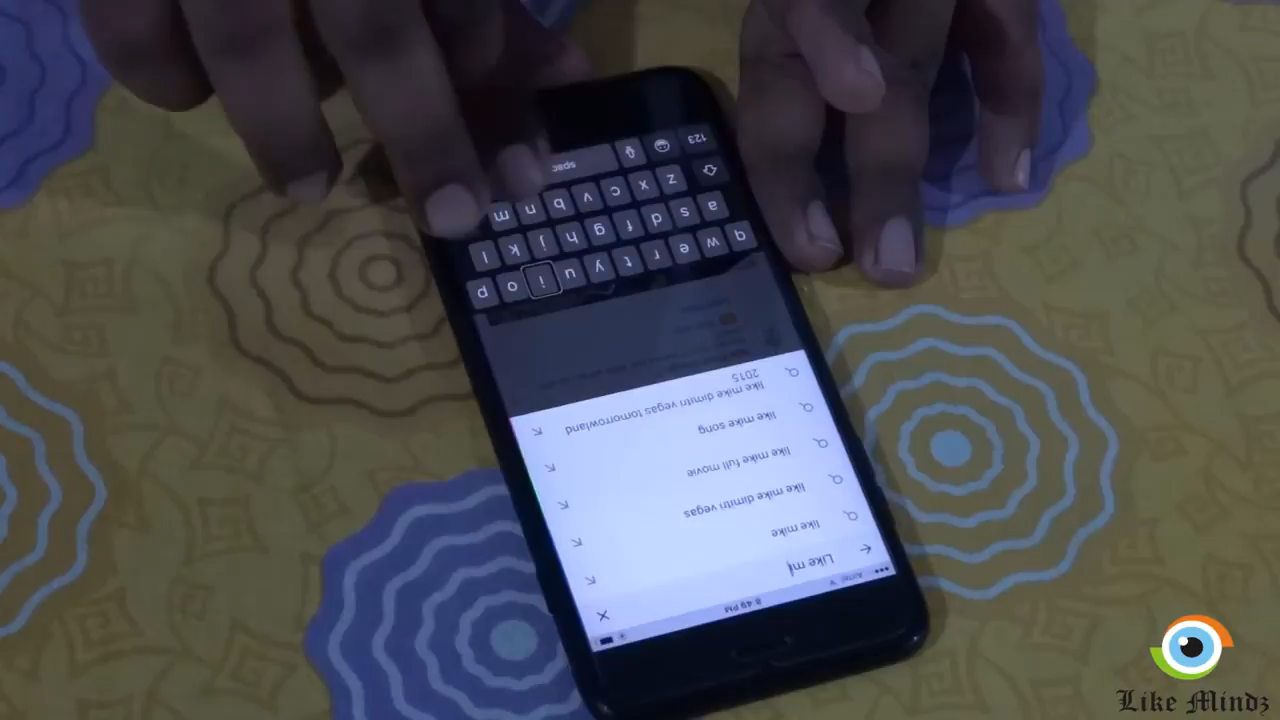 Airtel
8:49 PM
Like mi
like mike
like mike dimitri vegas
like mike full movie
like mike song
like mike dimitri vegas tomorrowland
2015
q w e r t y u i o p
a s d f g h j k l
z x c v b n m
123 spac
Like Mindz